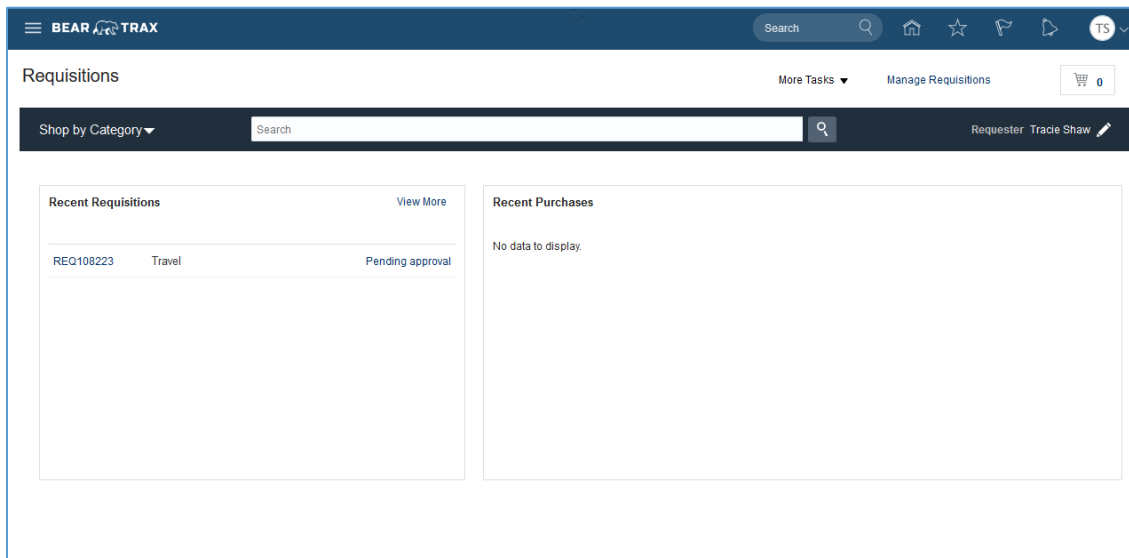 BEAR TRAX
Search
TS
Requisitions
More Tasks
Manage Requisitions
0
Shop by Category
Search
Requester Tracie Shaw
Recent Requisitions
View More
REQ108223 Travel Pending approval
Recent Purchases
No data to display.